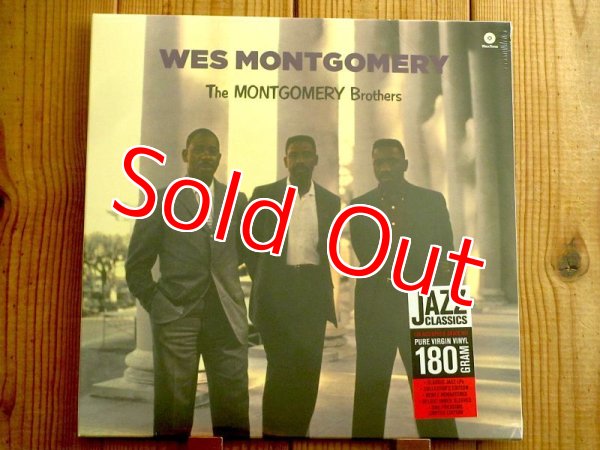 WES MONTGOMERY
The MONTGOMERY Brothers
Sold Out
JAZZ
CLASSICS
PURE VIRGIN VINYL
180 GRAM